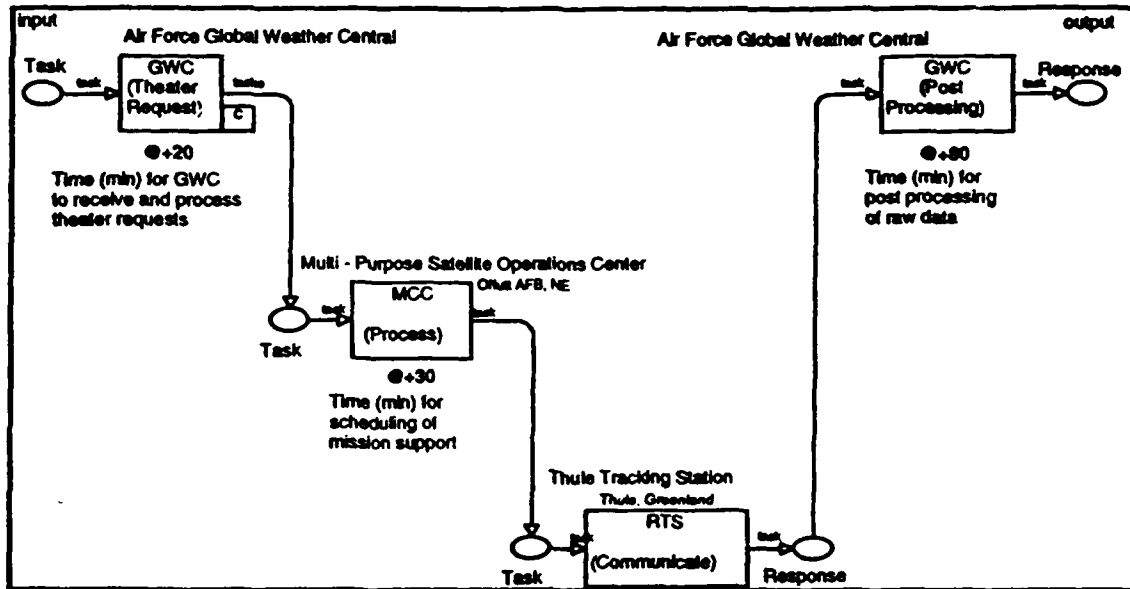 input
output
Air Force Global Weather Central
Air Force Global Weather Central
Task
task
GWC
(Theater
Request)
C
@+20
Time (min) for GWC
to receive and process
theater requests
task
GWC
(Post
Processing)
task
Response
@+80
Time (min) for
post processing
of raw data
Multi - Purpose Satellite Operations Center
Offutt AFB, NE
Task
task
MCC
(Process)
task
@+30
Time (min) for
scheduling of
mission support
Thule Tracking Station
Thule, Greenland
Task
task
RTS
(Communicate)
task
Response